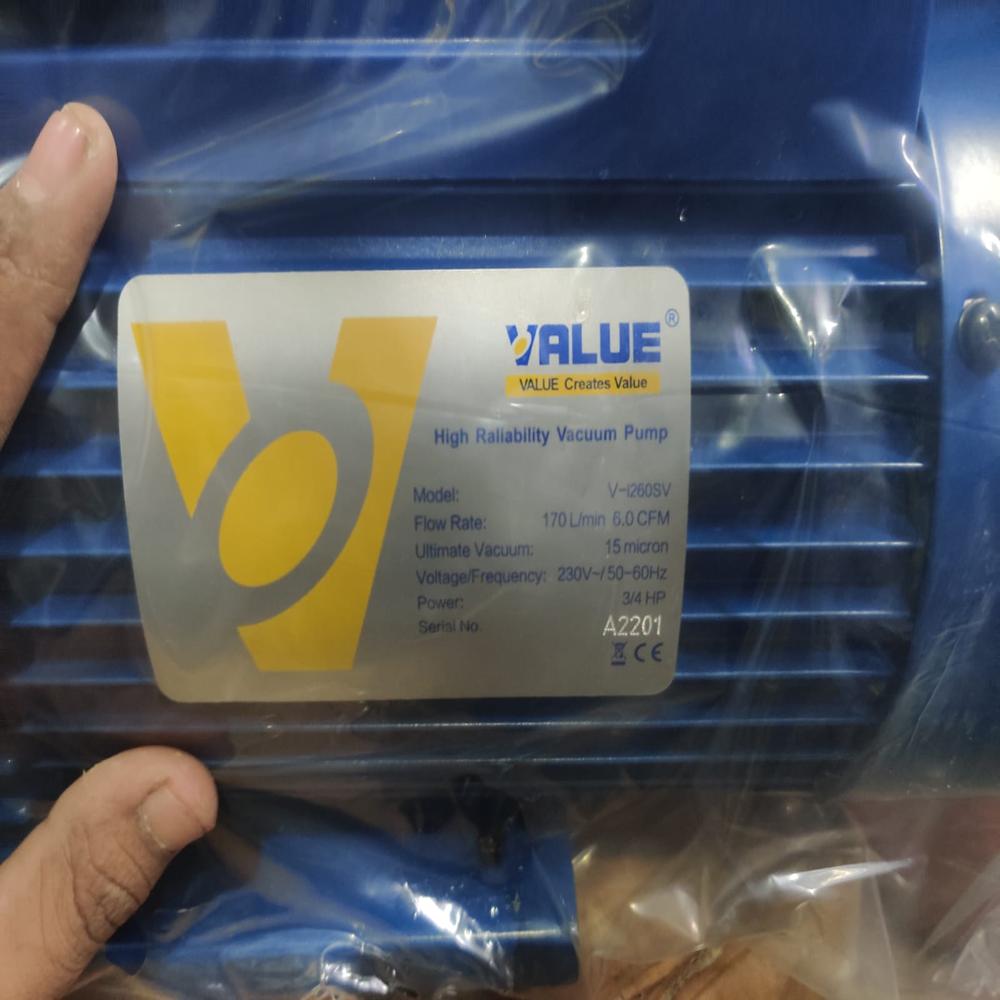 VALUE®
VALUE Creates Value
High Raliability Vacuum Pump
Model: V-i260SV
Flow Rate: 170 L/min 6.0 CFM
Ultimate Vacuum: 15 micron
Voltage/Frequency: 230V~/50-60Hz
Power: 3/4 HP
Serial No. A2201
CE